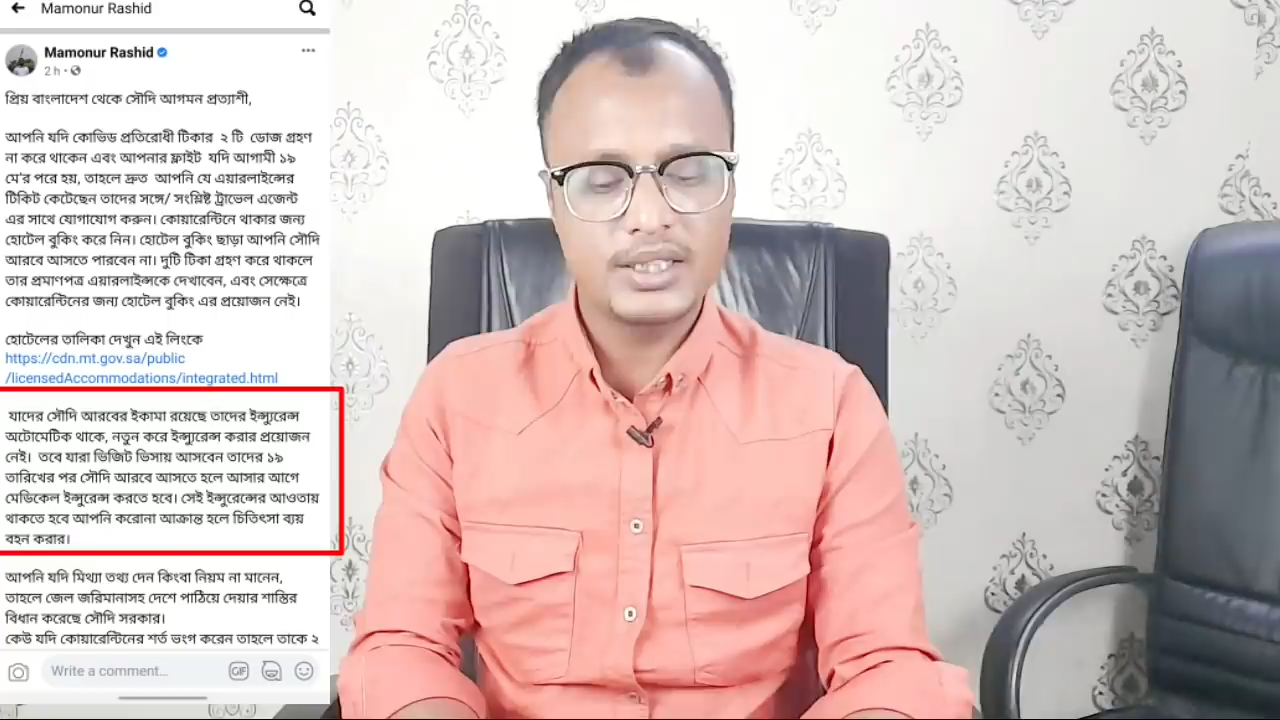 Mamonur Rashid
Mamonur Rashid
2 h
প্রিয় বাংলাদেশ থেকে সৌদি আগমন প্রত্যাশী,
আপনি যদি কোভিড প্রতিরোধী টিকার ২ টি ডোজ গ্রহণ
না করে থাকেন এবং আপনার ফ্লাইট যদি আগামী ১৯
মে'র পরে হয়, তাহলে দ্রুত আপনি যে এয়ারলাইন্সের
টিকিট কেটেছেন তাদের সঙ্গে/ সংশ্লিষ্ট ট্রাভেল এজেন্ট
এর সাথে যোগাযোগ করুন। কোয়ারেন্টিনে থাকার জন্য
হোটেল বুকিং করে নিন। হোটেল বুকিং ছাড়া আপনি সৌদি
আরবে আসতে পারবেন না। দুটি টিকা গ্রহণ করে থাকলে
তার প্রমাণপত্র এয়ারলাইন্সকে দেখাবেন, এবং সেক্ষেত্রে
কোয়ারেন্টিনের জন্য হোটেল বুকিং এর প্রয়োজন নেই।
হোটেলের তালিকা দেখুন এই লিংকে
https://cdn.mt.gov.sa/public
/licensedAccommodations/integrated.html
যাদের সৌদি আরবের ইকামা রয়েছে তাদের ইন্স্যুরেন্স
অটোমেটিক থাকে, নতুন করে ইন্স্যুরেন্স করার প্রয়োজন
নেই। তবে যারা ভিজিট ভিসায় আসবেন তাদের ১৯
তারিখের পর সৌদি আরবে আসতে হলে আসার আগে
মেডিকেল ইন্সুরেন্স করতে হবে। সেই ইন্সুরেন্সের আওতায়
থাকতে হবে আপনি করোনা আক্রান্ত হলে চিতিৎসা ব্যয়
বহন করার।
আপনি যদি মিথ্যা তথ্য দেন কিংবা নিয়ম না মানেন,
তাহলে জেল জরিমানাসহ দেশে পাঠিয়ে দেয়ার শাস্তির
বিধান করেছে সৌদি সরকার।
কেউ যদি কোয়ারেন্টিনের শর্ত ভংগ করেন তাহলে তাকে ২
Write a comment...
GIF